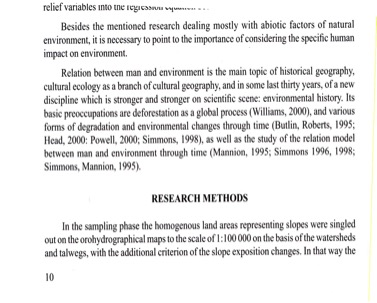 relief variables into the regression
Besides the mentioned research dealing mostly with abiotic factors of natural
environment, it is necessary to point to the importance of considering the specific human
impact on environment.
Relation between man and environment is the main topic of historical geography,
cultural ecology as a branch of cultural geography, and in some last thirty years, of a new
discipline which is stronger and stronger on scientific scene: environmental history. Its
basic preoccupations are deforestation as a global process (Williams, 2000), and various
forms of degradation and environmental changes through time (Butlin, Roberts, 1995;
Head, 2000: Powell, 2000; Simmons, 1998), as well as the study of the relation model
between man and environment through time (Mannion, 1995; Simmons 1996, 1998;
Simmons, Mannion, 1995).
RESEARCH METHODS
In the sampling phase the homogenous land areas representing slopes were singled
out on the orohydrographical maps to the scale of 1:100 000 on the basis of the watersheds
and talwegs, with the additional criterion of the slope exposition changes. In that way the
10